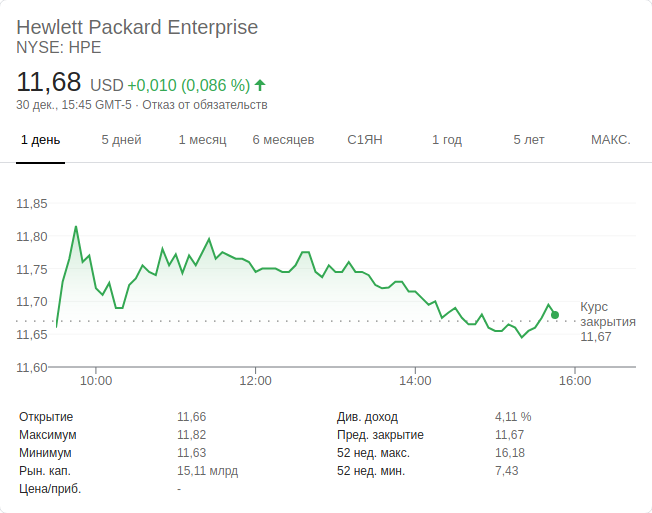 Hewlett Packard Enterprise
NYSE: HPE
11,68 USD +0,010 (0,086 %)
30 дек., 15:45 GMT-5 · Отказ от обязательств
1 день 5 дней 1 месяц 6 месяцев С1ЯН 1 год 5 лет МАКС.
11,85
11,80
11,75
11,70
11,65
11,60
Курс
закрытия
11,67
10:00 12:00 14:00 16:00
Открытие 11,66 Див. доход 4,11 %
Максимум 11,82 Пред. закрытие 11,67
Минимум 11,63 52 нед. макс. 16,18
Рын. кап. 15,11 млрд 52 нед. мин. 7,43
Цена/приб. -